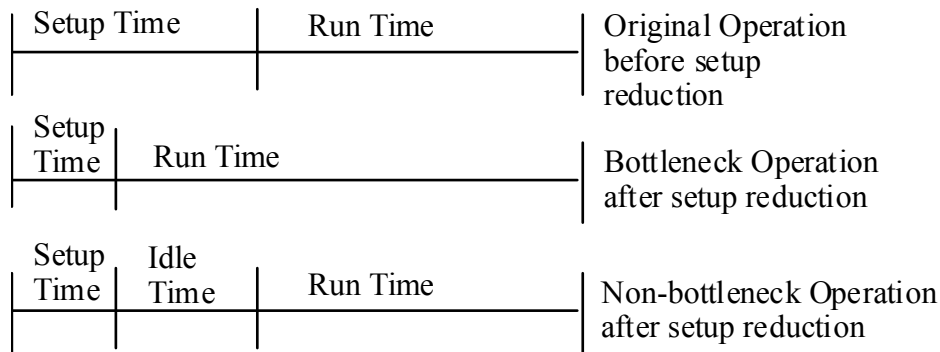 Setup Time
Run Time
Original Operation
before setup
reduction
Setup
Time
Run Time
Bottleneck Operation
after setup reduction
Setup
Time
Idle
Time
Run Time
Non-bottleneck Operation
after setup reduction